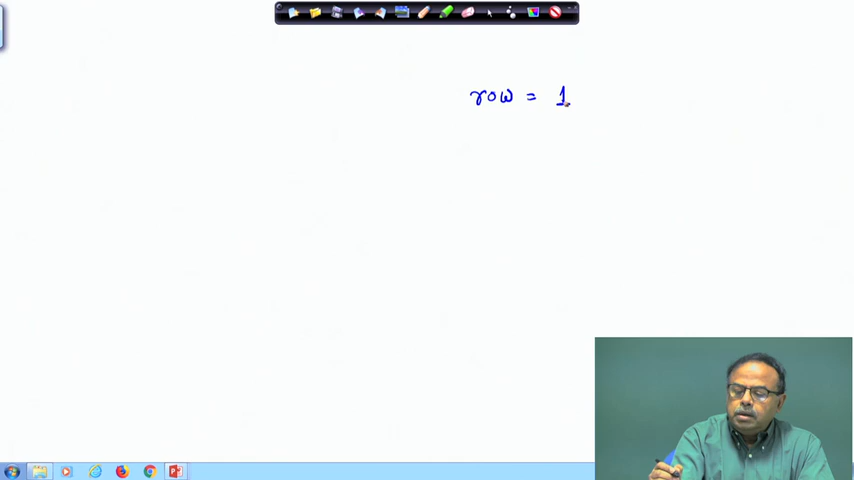 row = 1